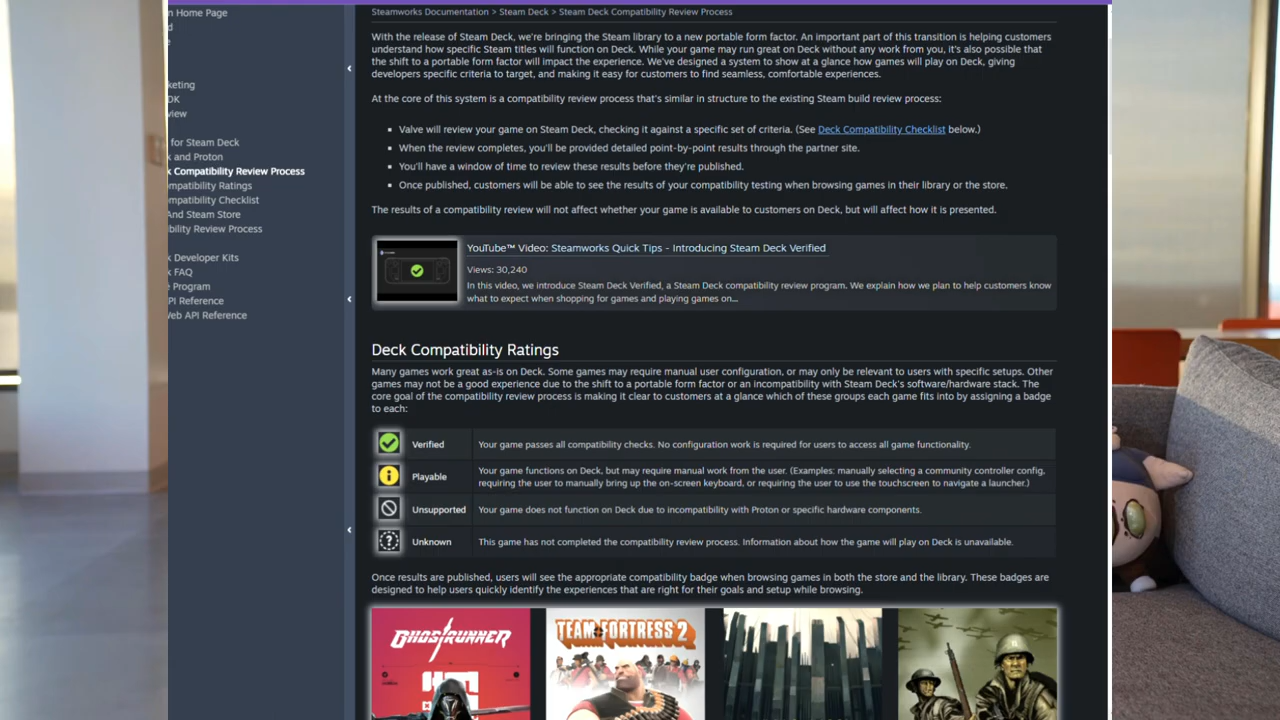 n Home Page
d
e
keting
DK
view
for Steam Deck
k and Proton
k Compatibility Review Process
ompatibility Ratings
ompatibility Checklist
And Steam Store
ibility Review Process
k Developer Kits
k FAQ
e Program
PI Reference
Web API Reference
Steamworks Documentation > Steam Deck > Steam Deck Compatibility Review Process
With the release of Steam Deck, we're bringing the Steam library to a new portable form factor. An important part of this transition is helping customers
understand how specific Steam titles will function on Deck. While your game may run great on Deck without any work from you, it's also possible that
the shift to a portable form factor will impact the experience. We've designed a system to show at a glance how games will play on Deck, giving
developers specific criteria to target, and making it easy for customers to find seamless, comfortable experiences.
At the core of this system is a compatibility review process that's similar in structure to the existing Steam build review process:
Valve will review your game on Steam Deck, checking it against a specific set of criteria. (See Deck Compatibility Checklist below.)
When the review completes, you'll be provided detailed point-by-point results through the partner site.
You'll have a window of time to review these results before they're published.
Once published, customers will be able to see the results of your compatibility testing when browsing games in their library or the store.
The results of a compatibility review will not affect whether your game is available to customers on Deck, but will affect how it is presented.
YouTube™ Video: Steamworks Quick Tips - Introducing Steam Deck Verified
Views: 30,240
In this video, we introduce Steam Deck Verified, a Steam Deck compatibility review program. We explain how we plan to help customers know
what to expect when shopping for games and playing games on...
Deck Compatibility Ratings
Many games work great as-is on Deck. Some games may require manual user configuration, or may only be relevant to users with specific setups. Other
games may not be a good experience due to the shift to a portable form factor or an incompatibility with Steam Deck's software/hardware stack. The
core goal of the compatibility review process is making it clear to customers at a glance which of these groups each game fits into by assigning a badge
to each:
Verified Your game passes all compatibility checks. No configuration work is required for users to access all game functionality.
Playable Your game functions on Deck, but may require manual work from the user. (Examples: manually selecting a community controller config,
requiring the user to manually bring up the on-screen keyboard, or requiring the user to use the touchscreen to navigate a launcher.)
Unsupported Your game does not function on Deck due to incompatibility with Proton or specific hardware components.
Unknown This game has not completed the compatibility review process. Information about how the game will play on Deck is unavailable.
Once results are published, users will see the appropriate compatibility badge when browsing games in both the store and the library. These badges are
designed to help users quickly identify the experiences that are right for their goals and setup while browsing.
GHOSTRUNNER
TEAM FORTRESS 2